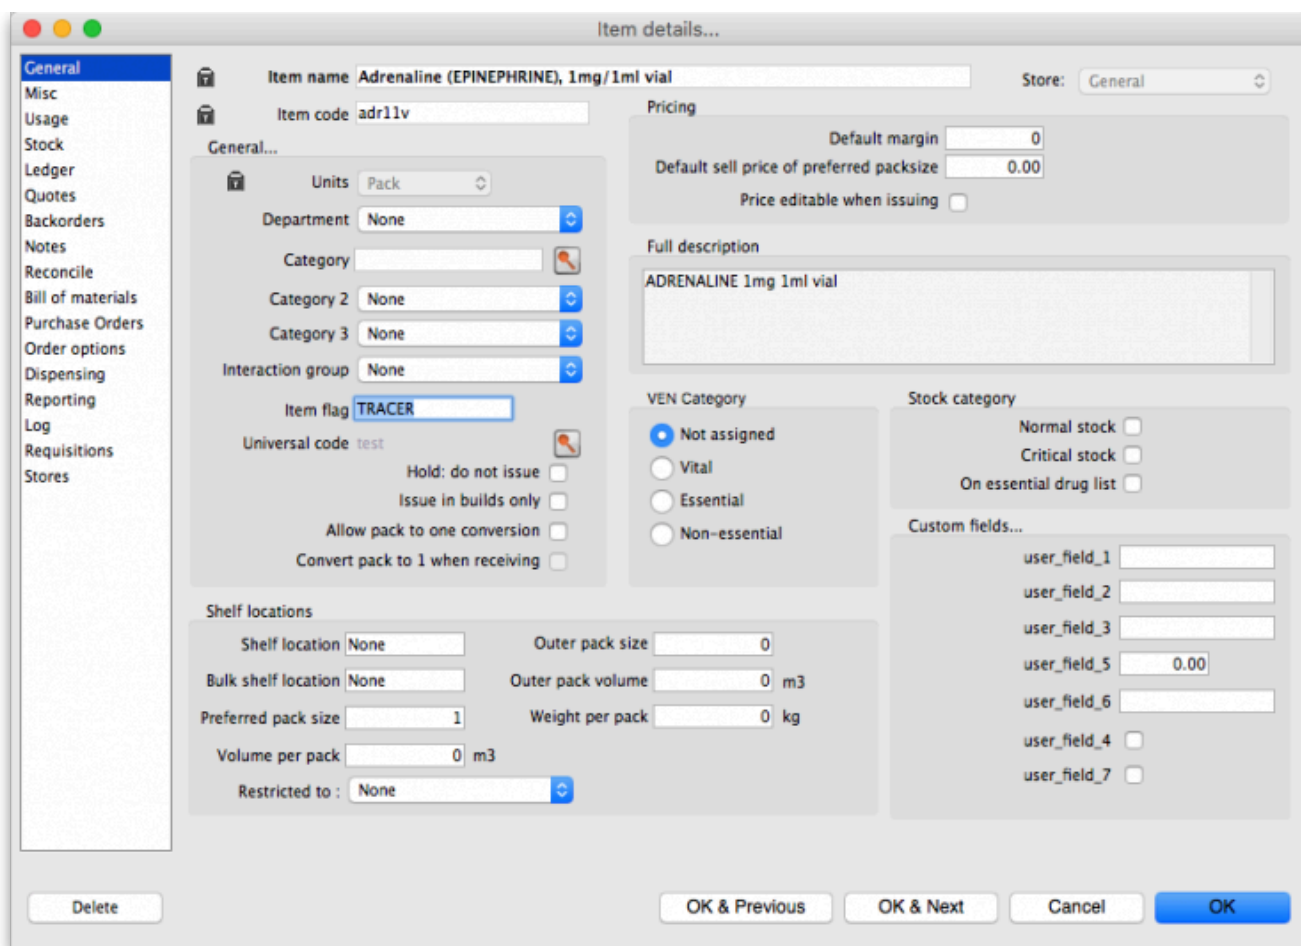 Item details...
General
Misc
Usage
Stock
Ledger
Quotes
Backorders
Notes
Reconcile
Bill of materials
Purchase Orders
Order options
Dispensing
Reporting
Log
Requisitions
Stores
Item name Adrenaline (EPINEPHRINE), 1mg/1ml vial
Store: General
Item code adr11v
General...
Units Pack
Department None
Category
Category 2 None
Category 3 None
Interaction group None
Item flag TRACER
Universal code test
Hold: do not issue
Issue in builds only
Allow pack to one conversion
Convert pack to 1 when receiving
Pricing
Default margin 0
Default sell price of preferred packsize 0.00
Price editable when issuing
Full description
ADRENALINE 1mg 1ml vial
VEN Category
Not assigned
Vital
Essential
Non-essential
Stock category
Normal stock
Critical stock
On essential drug list
Custom fields...
user_field_1
user_field_2
user_field_3
user_field_5 0.00
user_field_6
user_field_4
user_field_7
Shelf locations
Shelf location None
Bulk shelf location None
Preferred pack size 1
Volume per pack 0 m3
Restricted to : None
Outer pack size 0
Outer pack volume 0 m3
Weight per pack 0 kg
Delete
OK & Previous
OK & Next
Cancel
OK